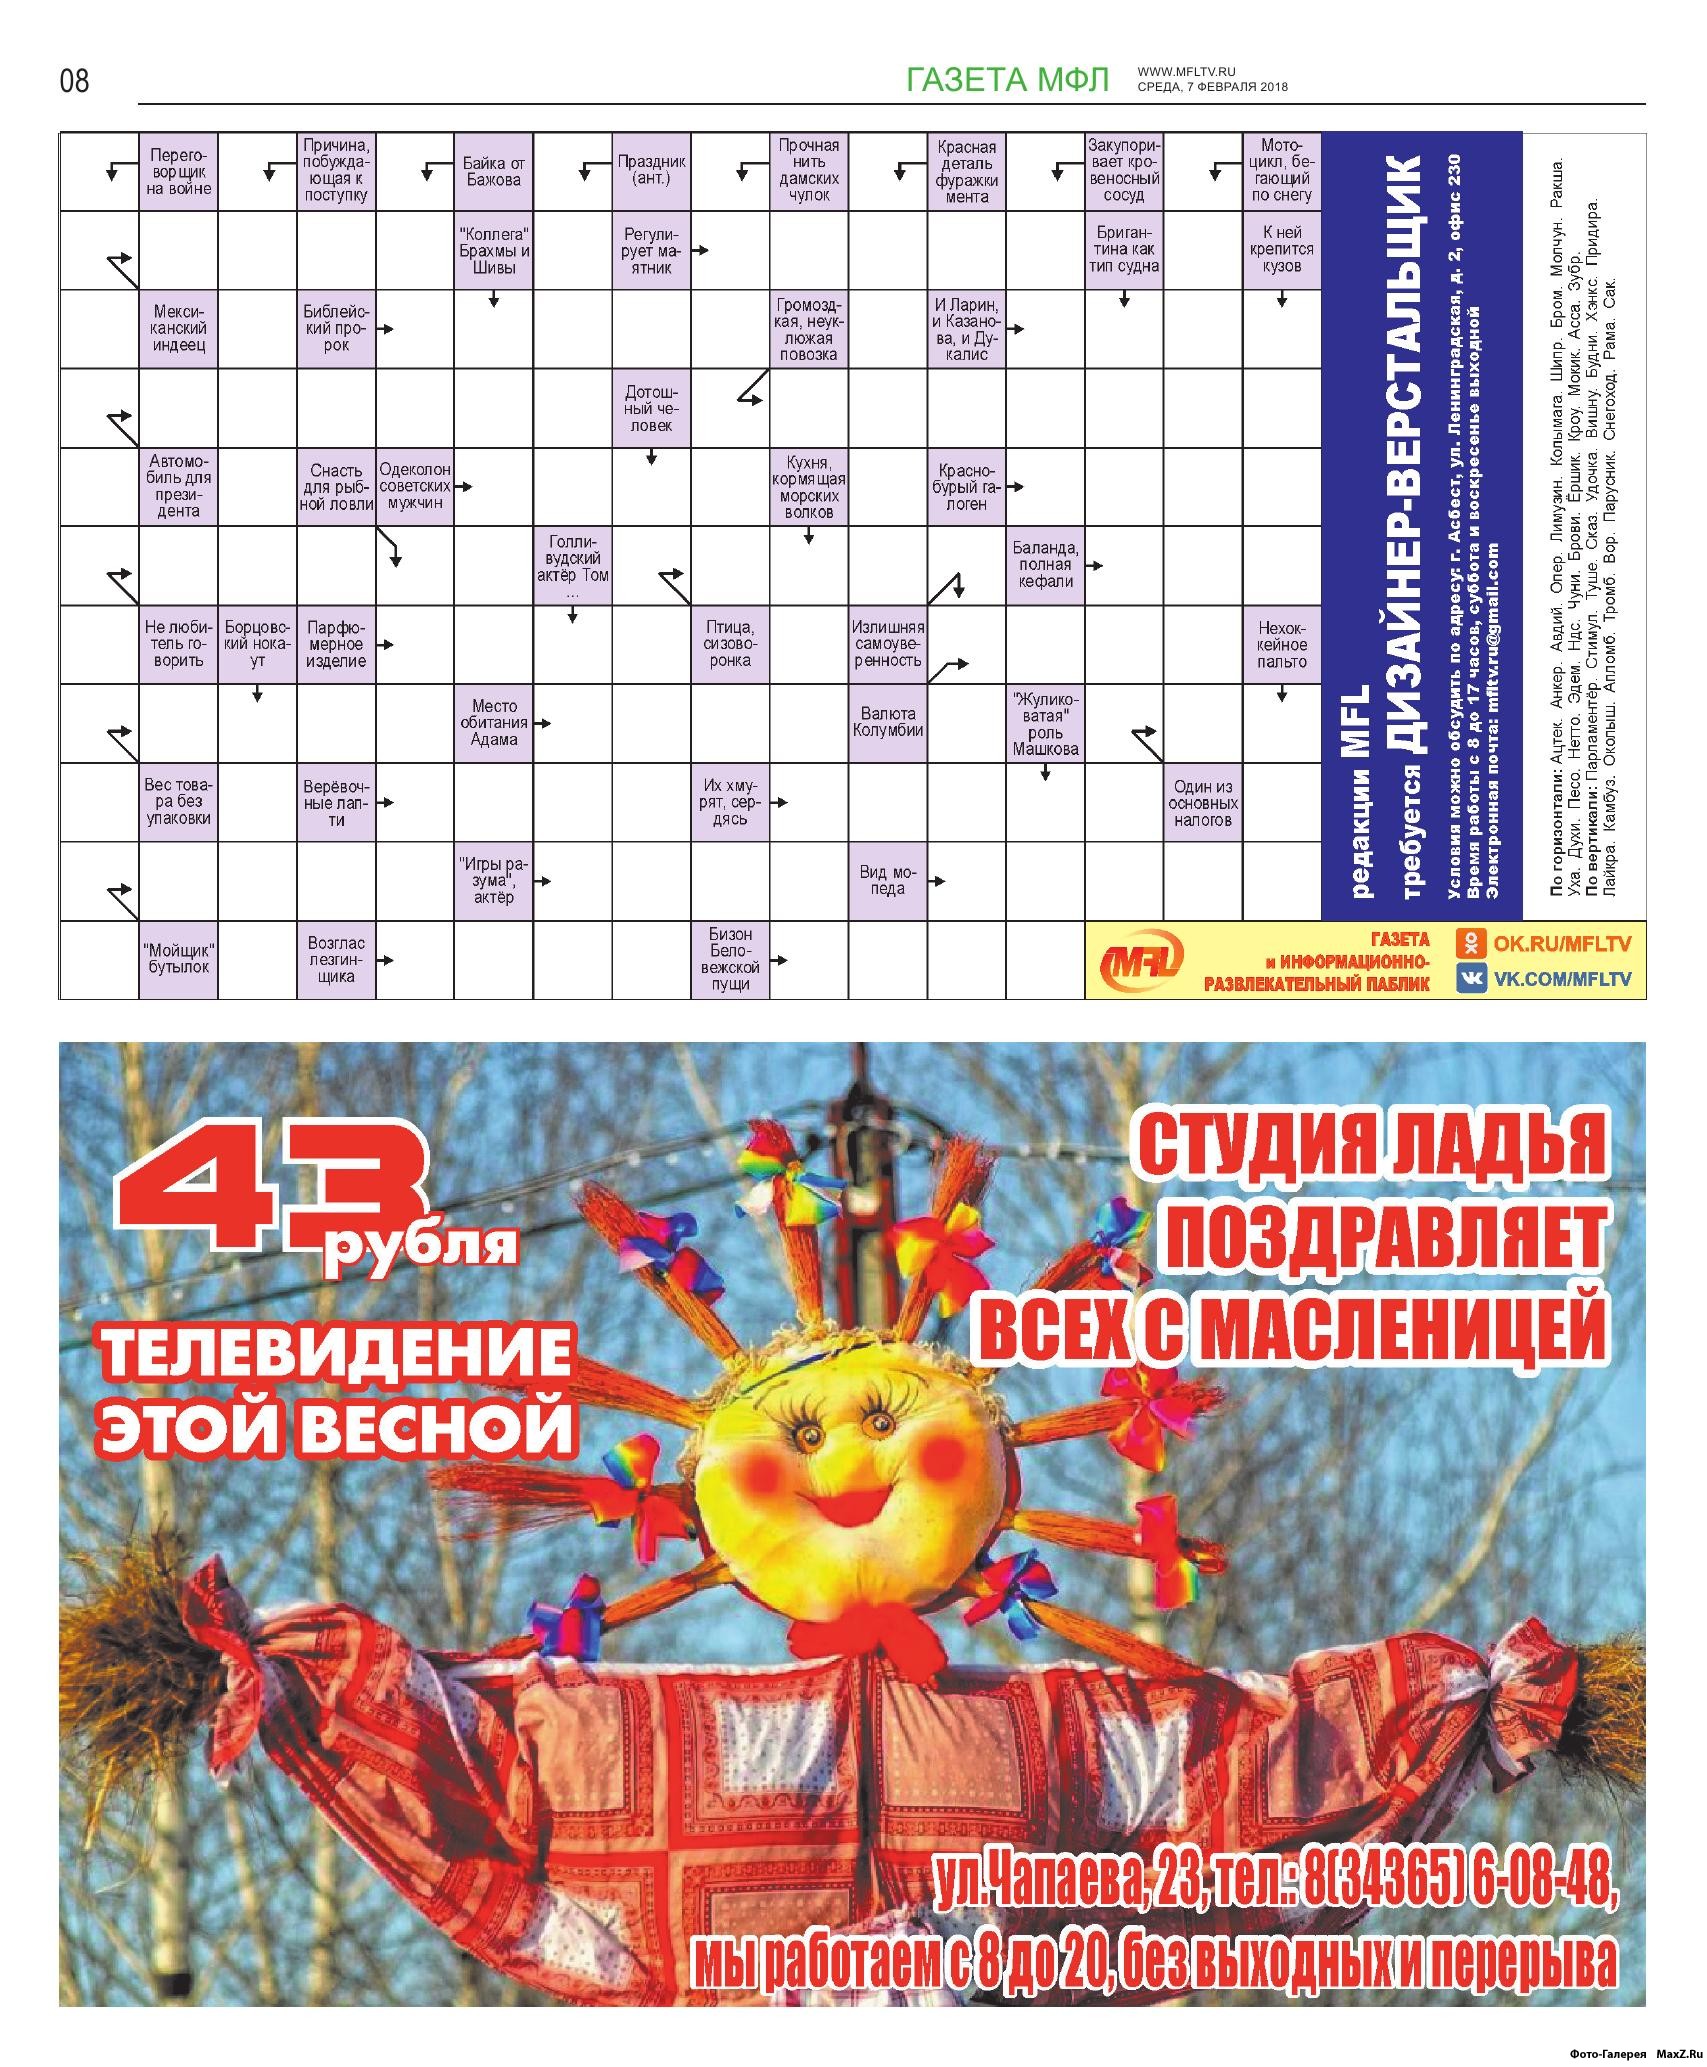 08
ГАЗЕТА МФЛ
WWW.MFLTV.RU
СРЕДА, 7 ФЕВРАЛЯ 2018
Перего-
ворщик
на войне
Причина,
побужда-
ющая к
поступку
Байка от
Бажова
Праздник
(ант.)
Прочная
нить
дамских
чулок
Красная
деталь
фуражки
мента
Закупори-
вает кро-
веносный
сосуд
Мото-
цикл, бе-
гающий
по снегу
"Коллега"
Брахмы и
Шивы
Регули-
рует ма-
ятник
Бриган-
тина как
тип судна
К ней
крепится
кузов
Мекси-
канский
индеец
Библейс-
кий про-
рок
Громозд-
кая, неук-
люжая
повозка
И Ларин,
и Казано-
ва, и Ду-
калис
Дотош-
ный че-
ловек
Автомо-
биль для
прези-
дента
Снасть
для рыб-
ной ловли
Одеколон
советских
мужчин
Кухня,
кормящая
морских
волков
Красно-
бурый га-
логен
Голли-
вудский
актёр Том
...
Баланда,
полная
кефали
Не люби-
тель го-
ворить
Борцовс-
кий нока-
ут
Парфю-
мерное
изделие
Птица,
сизово-
ронка
Излишняя
самоуве-
ренность
Нехок-
кейное
пальто
Место
обитания
Адама
Валюта
Колумбии
"Жулико-
ватая"
роль
Машкова
Вес това-
ра без
упаковки
Верёвоч-
ные лап-
ти
Их хму-
рят, сер-
дясь
Один из
основных
налогов
"Игры ра-
зума",
актёр
Вид мо-
педа
"Мойщик"
бутылок
Возглас
лезгин-
щика
Бизон
Бело-
вежской
пущи
редакции MFL
требуется ДИЗАЙНЕР-ВЕРСТАЛЬЩИК
Условия можно обсудить по адресу: г. Асбест, ул. Ленинградская, д. 2, офис 230
Время работы с 8 до 17 часов, суббота и воскресенье выходной
Электронная почта: mfltv.ru@gmail.com
По горизонтали: Ацтек. Анкер. Авдий. Опер. Лимузин. Колымага. Шипр. Бром. Молчун. Ракша.
Уха. Духи. Песо. Нетто. Эдем. Ндс. Чуни. Брови. Ёршик. Кроу. Мокик. Асса. Зубр.
По вертикали: Парламентёр. Стимул. Туше. Сказ. Удочка. Вишну. Будни. Хэнкс. Придира.
Лайкра. Камбуз. Околыш. Апломб. Тромб. Вор. Парусник. Снегоход. Рама. Сак.
MFL
ГАЗЕТА
и ИНФОРМАЦИОННО-
РАЗВЛЕКАТЕЛЬНЫЙ ПАБЛИК
OK.RU/MFLTV
VK.COM/MFLTV
43
рубля
ТЕЛЕВИДЕНИЕ
ЭТОЙ ВЕСНОЙ
СТУДИЯ ЛАДЬЯ
ПОЗДРАВЛЯЕТ
ВСЕХ С МАСЛЕНИЦЕЙ
ул.Чапаева, 23, тел.: 8(34365) 6-08-48,
мы работаем с 8 до 20, без выходных и перерыва
Фото-Галерея MaxZ.Ru